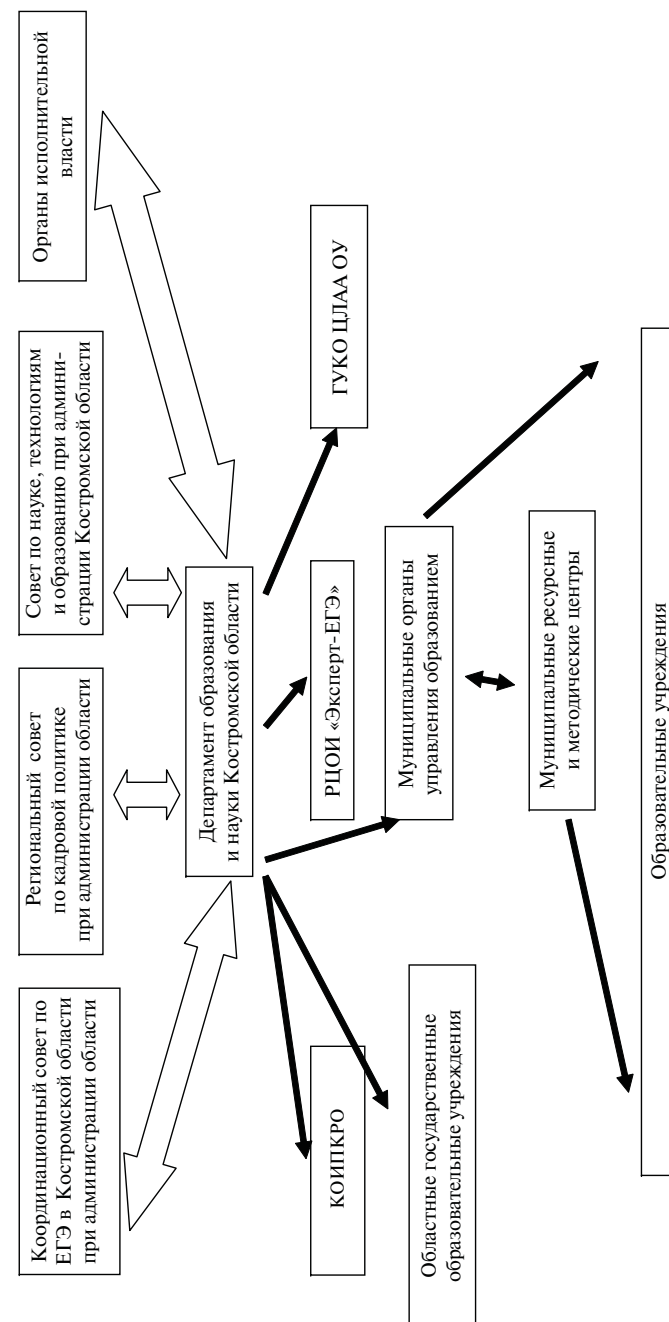 Координационный совет по
ЕГЭ в Костромской области
при администрации области
Региональный совет
по кадровой политике
при администрации области
Совет по науке, технологиям
и образованию при админи-
страции Костромской области
Органы исполнительной
власти
Департамент образования
и науки Костромской области
КОИПКРО
РЦОИ «Эксперт-ЕГЭ»
ГУКО ЦЛАА ОУ
Областные государственные
образовательные учреждения
Муниципальные органы
управления образованием
Муниципальные ресурсные
и методические центры
Образовательные учреждения